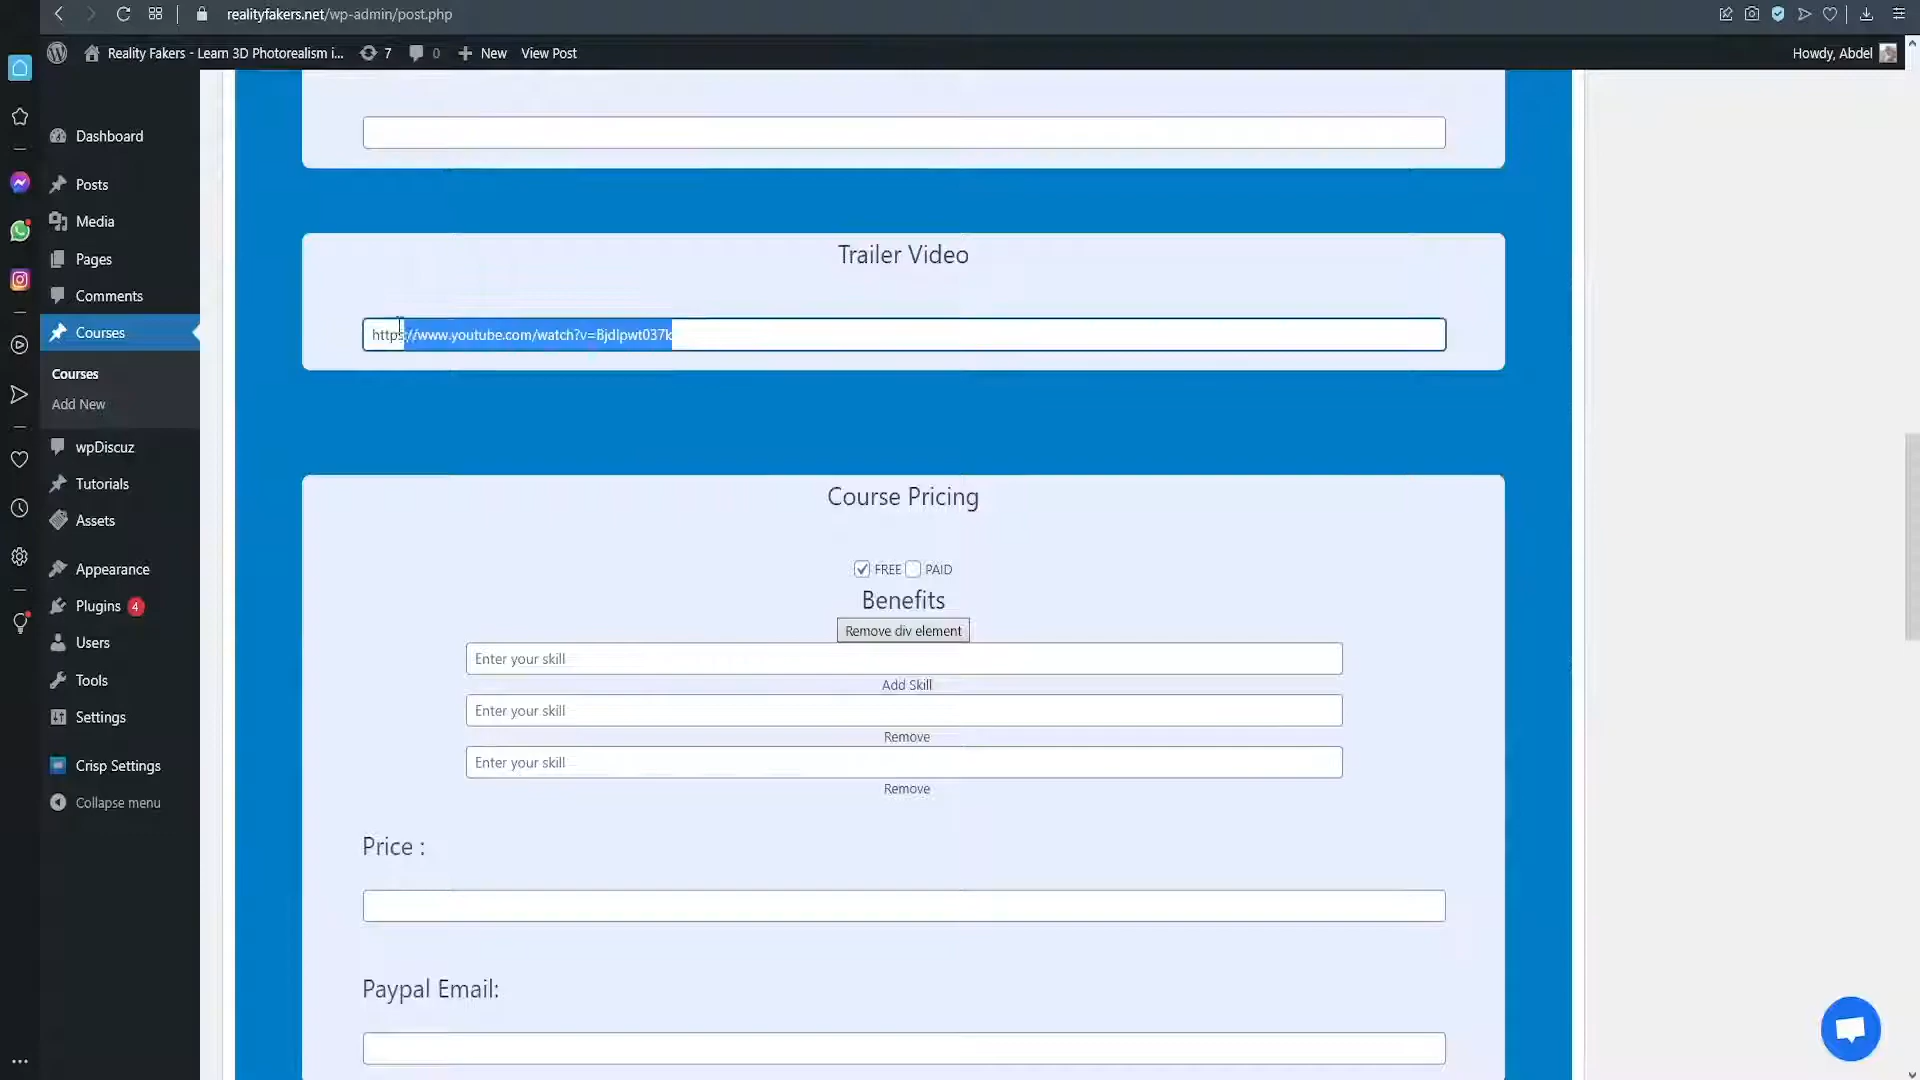 realityfakers.net/wp-admin/post.php
Reality Fakers - Learn 3D Photorealism i... 7 0 New View Post
Howdy, Abdel
Dashboard
Posts
Media
Pages
Comments
Courses
Courses
Add New
wpDiscuz
Tutorials
Assets
Appearance
Plugins 4
Users
Tools
Settings
Crisp Settings
Collapse menu
Trailer Video
https://www.youtube.com/watch?v=BjdIpwt037k
Course Pricing
FREE PAID
Benefits
Remove div element
Enter your skill
Add Skill
Enter your skill
Remove
Enter your skill
Remove
Price :
Paypal Email: